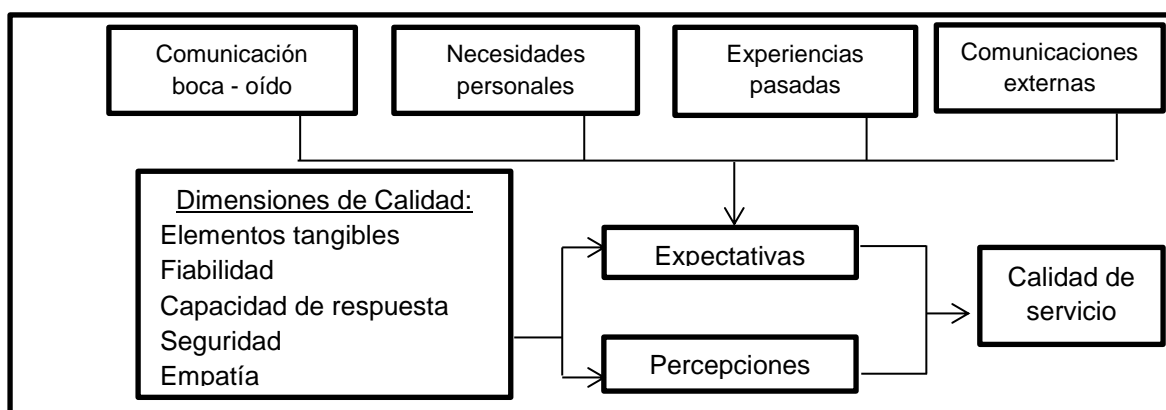 Comunicación
boca - oído
Necesidades
personales
Experiencias
pasadas
Comunicaciones
externas
Dimensiones de Calidad:
Elementos tangibles
Fiabilidad
Capacidad de respuesta
Seguridad
Empatía
Expectativas
Percepciones
Calidad de
servicio